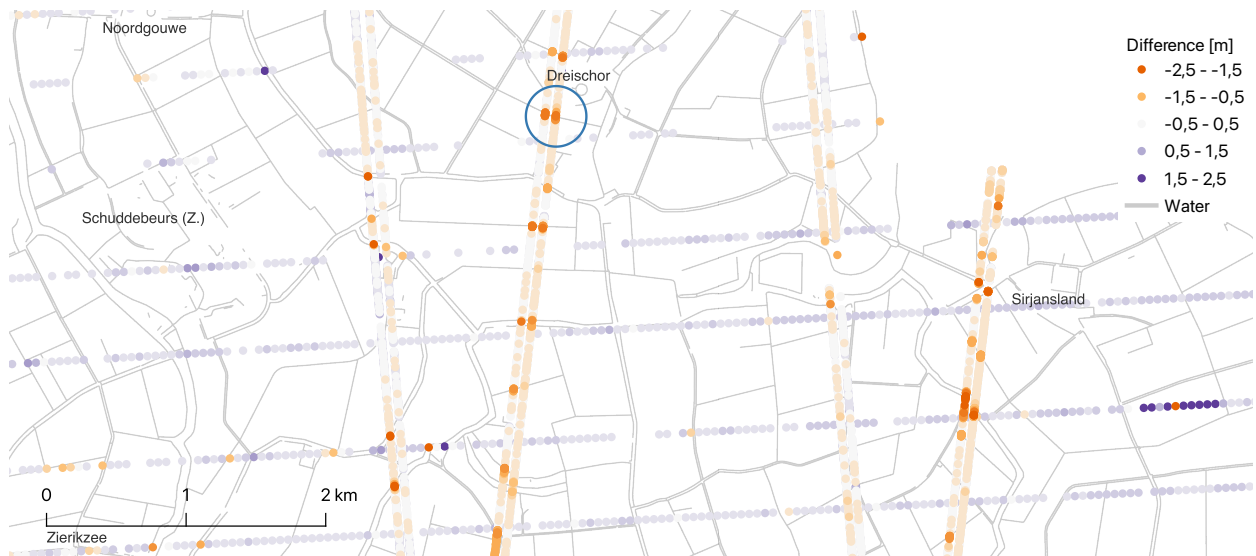 Noordgouwe
Dreischor
Schuddebeurs (Z.)
Sirjansland
Zierikzee
0 1 2 km
Difference [m]
-2,5 - -1,5
-1,5 - -0,5
-0,5 - 0,5
0,5 - 1,5
1,5 - 2,5
Water